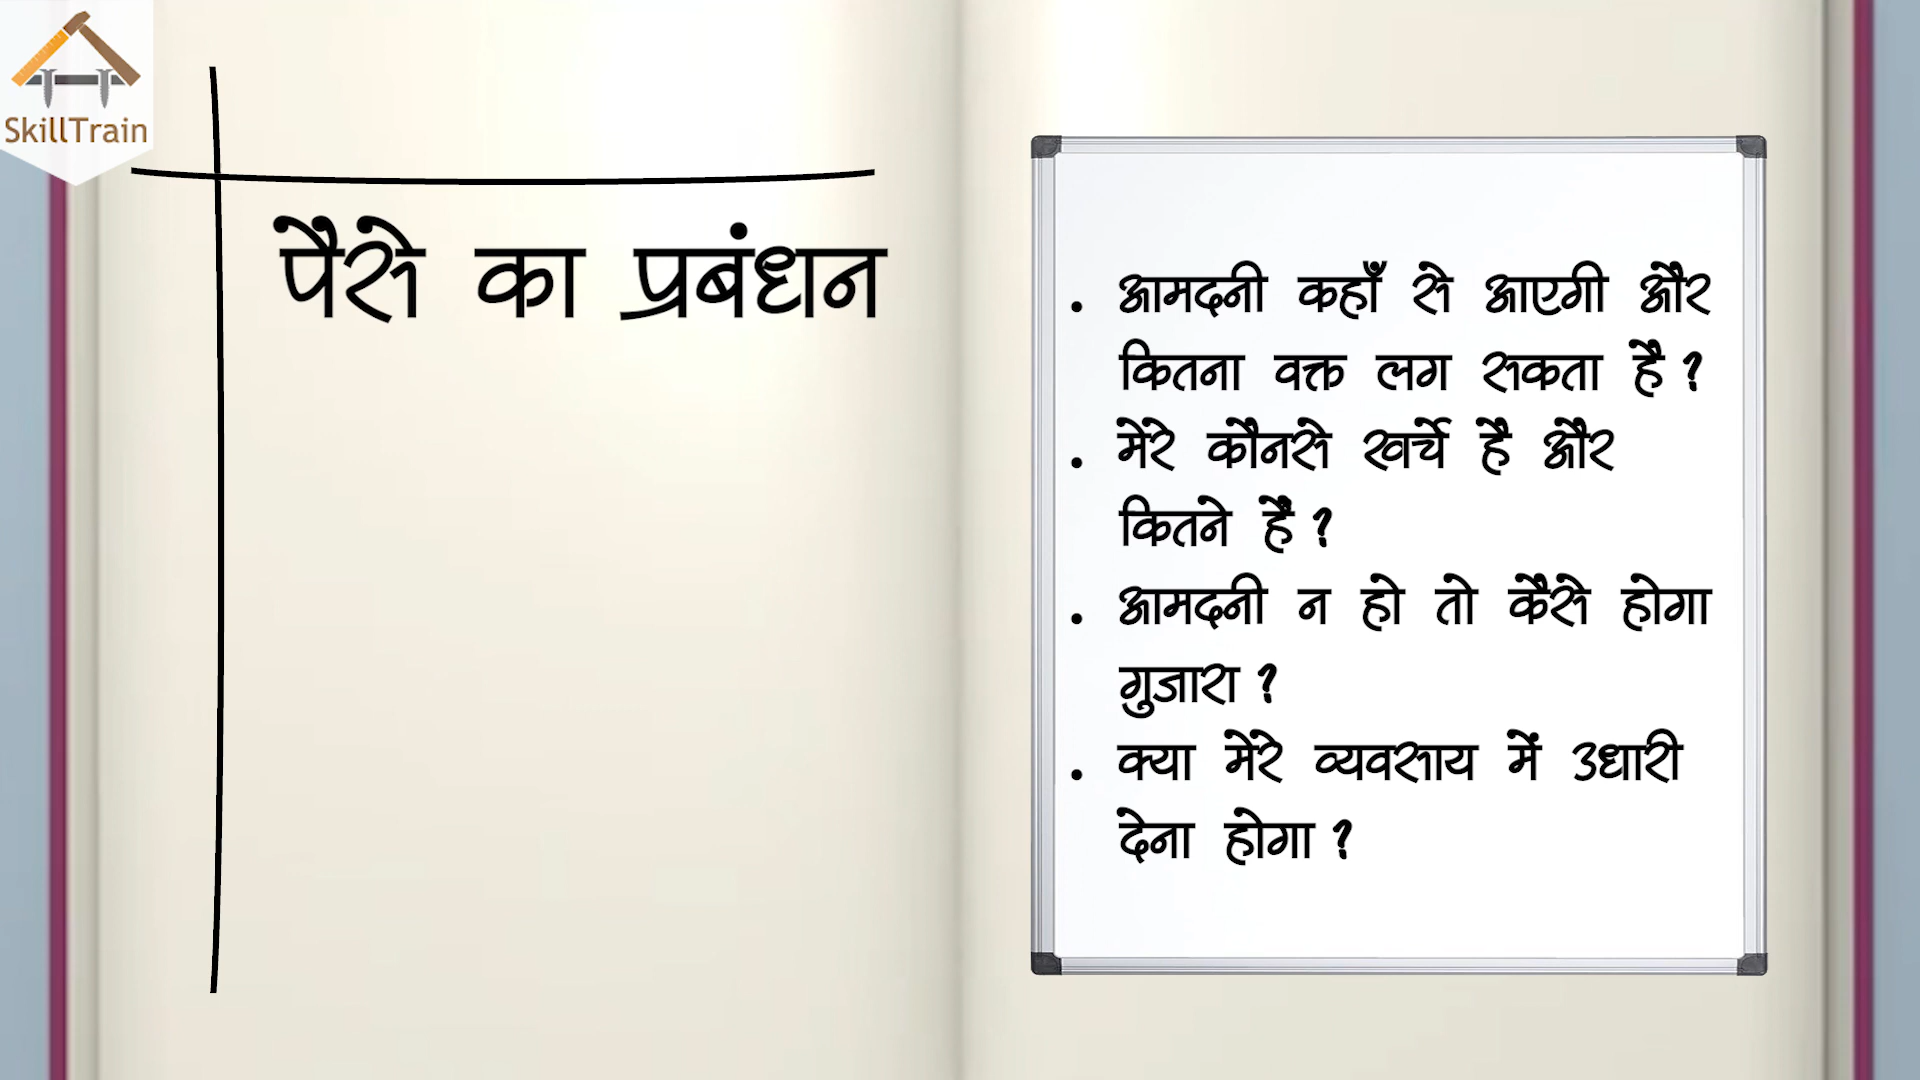 SkillTrain
पैसे का प्रबंधन
. आमदनी कहाँ से आएगी और
कितना वक्त लग सकता है ?
. मेरे कौनसे खर्चे है और
कितने हैं ?
. आमदनी न हो तो कैसे होगा
गुजारा ?
. क्या मेरे व्यवसाय में उधारी
देना होगा ?